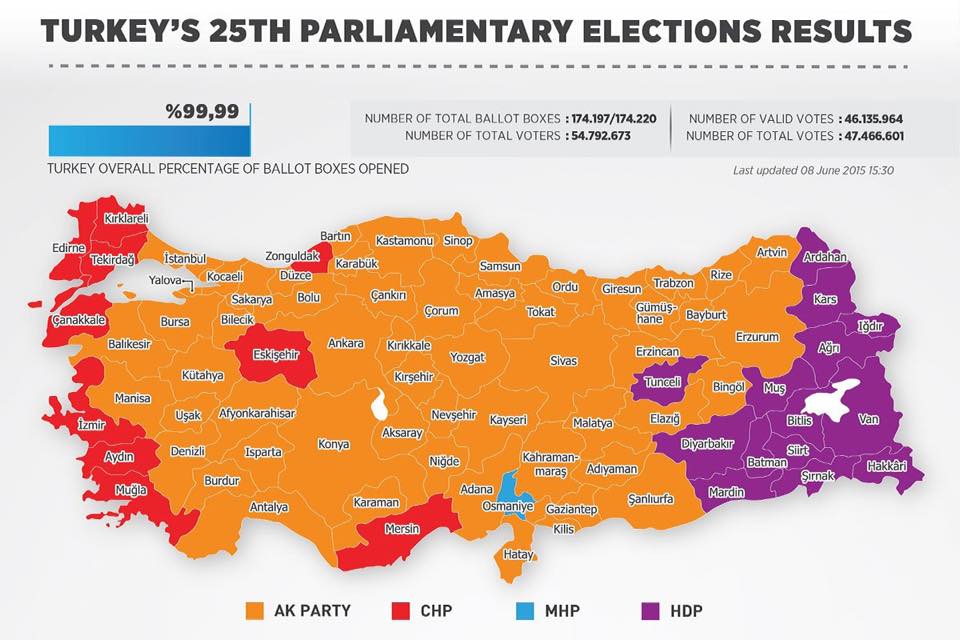 TURKEY'S 25TH PARLIAMENTARY ELECTIONS RESULTS
%99,99
TURKEY OVERALL PERCENTAGE OF BALLOT BOXES OPENED
NUMBER OF TOTAL BALLOT BOXES : 174.197/174.220
NUMBER OF TOTAL VOTERS : 54.792.673
NUMBER OF VALID VOTES : 46.135.964
NUMBER OF TOTAL VOTES : 47.466.601
Last updated 08 June 2015 15:30
Kırklareli
Edirne
Tekirdağ
İstanbul
Yalova
Kocaeli
Zonguldak
Bartın
Düzce
Karabük
Kastamonu
Sinop
Samsun
Ordu
Giresun
Trabzon
Rize
Artvin
Ardahan
Kars
Iğdır
Ağrı
Çanakkale
Balıkesir
Bursa
Sakarya
Bilecik
Bolu
Çankırı
Çorum
Amasya
Tokat
Gümüş-
hane
Bayburt
Erzurum
Erzincan
Eskişehir
Ankara
Kırıkkale
Yozgat
Sivas
Tunceli
Bingöl
Muş
Bitlis
Van
Kütahya
Kırşehir
Manisa
Uşak
Afyonkarahisar
Nevşehir
Kayseri
Malatya
Elazığ
Diyarbakır
Siirt
Batman
Şırnak
Hakkâri
Mardin
İzmir
Aydın
Denizli
Isparta
Konya
Aksaray
Niğde
Kahraman-
maraş
Adıyaman
Şanlıurfa
Muğla
Burdur
Antalya
Karaman
Mersin
Adana
Osmaniye
Gaziantep
Kilis
Hatay
AK PARTY
CHP
MHP
HDP